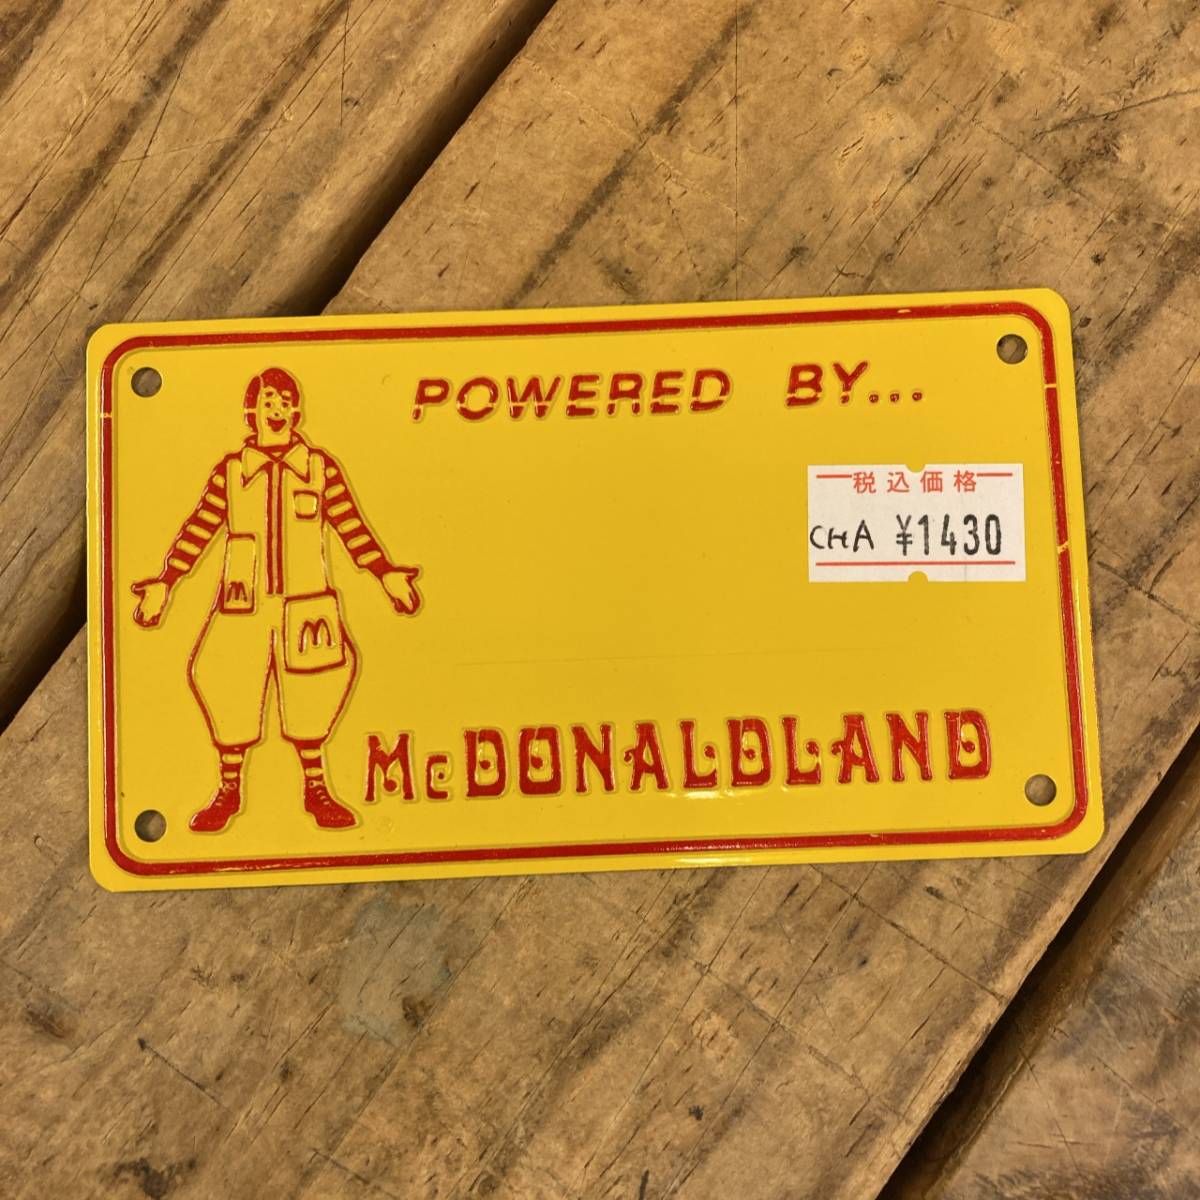 POWERED BY...
税込価格
CHA ¥1430
M
M
McDONALDLAND